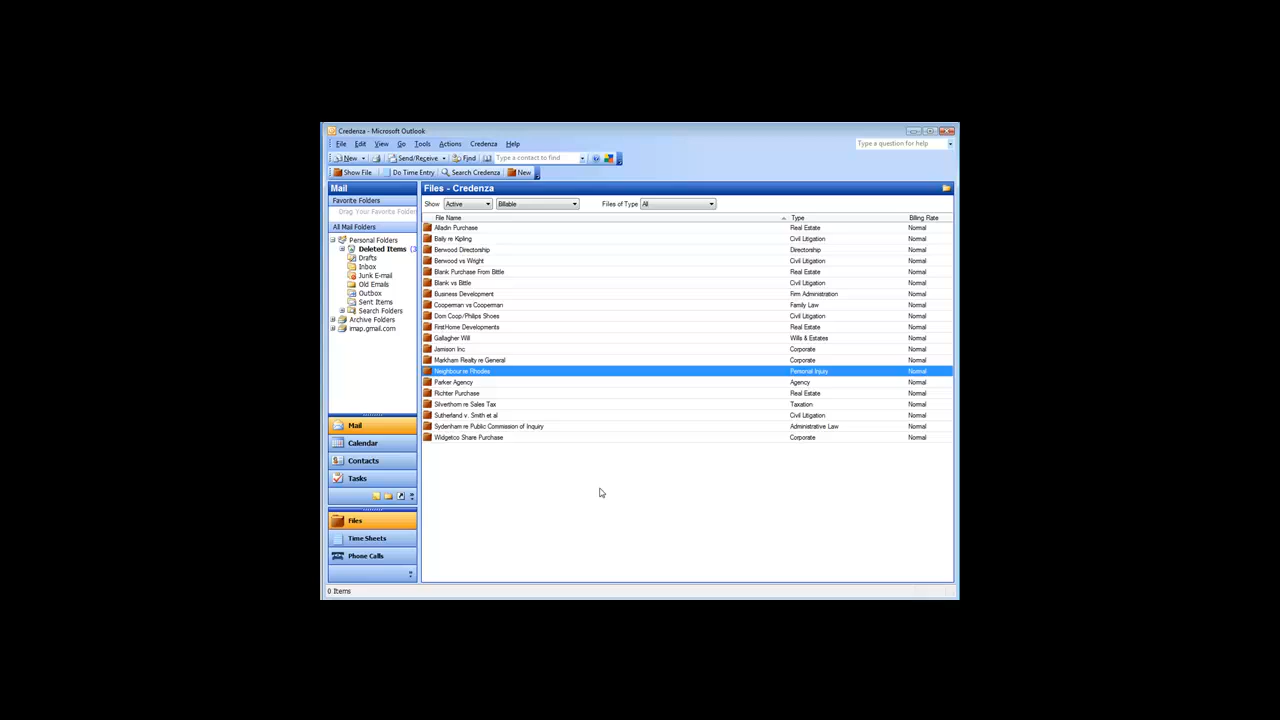 Credenza - Microsoft Outlook
File Edit View Go Tools Actions Credenza Help Type a question for help
New Send/Receive Find Type a contact to find
Show File Do Time Entry Search Credenza New
Mail
Favorite Folders
Drag Your Favorite Folder
All Mail Folders
Personal Folders
Deleted Items (3
Drafts
Inbox
Junk E-mail
Old Emails
Outbox
Sent Items
Search Folders
Archive Folders
imap.gmail.com
Mail
Calendar
Contacts
Tasks
Files
Time Sheets
Phone Calls
Files - Credenza
Show Active Billable Files of Type All
File Name Type Billing Rate
Alladin Purchase Real Estate Normal
Baily re Kipling Civil Litigation Normal
Berwood Directorship Directorship Normal
Berwood vs Wright Civil Litigation Normal
Blank Purchase From Bittle Real Estate Normal
Blank vs Bittle Civil Litigation Normal
Business Development Firm Administration Normal
Cooperman vs Cooperman Family Law Normal
Dom Coop/Philips Shoes Civil Litigation Normal
FirstHome Developments Real Estate Normal
Gallagher Will Wills & Estates Normal
Jamison Inc Corporate Normal
Markham Realty re General Corporate Normal
Neighbour re Rhodes Personal Injury Normal
Parker Agency Agency Normal
Richter Purchase Real Estate Normal
Silverthorn re Sales Tax Taxation Normal
Sutherland v. Smith et al Civil Litigation Normal
Sydenham re Public Commission of Inquiry Administrative Law Normal
Widgetco Share Purchase Corporate Normal
0 Items